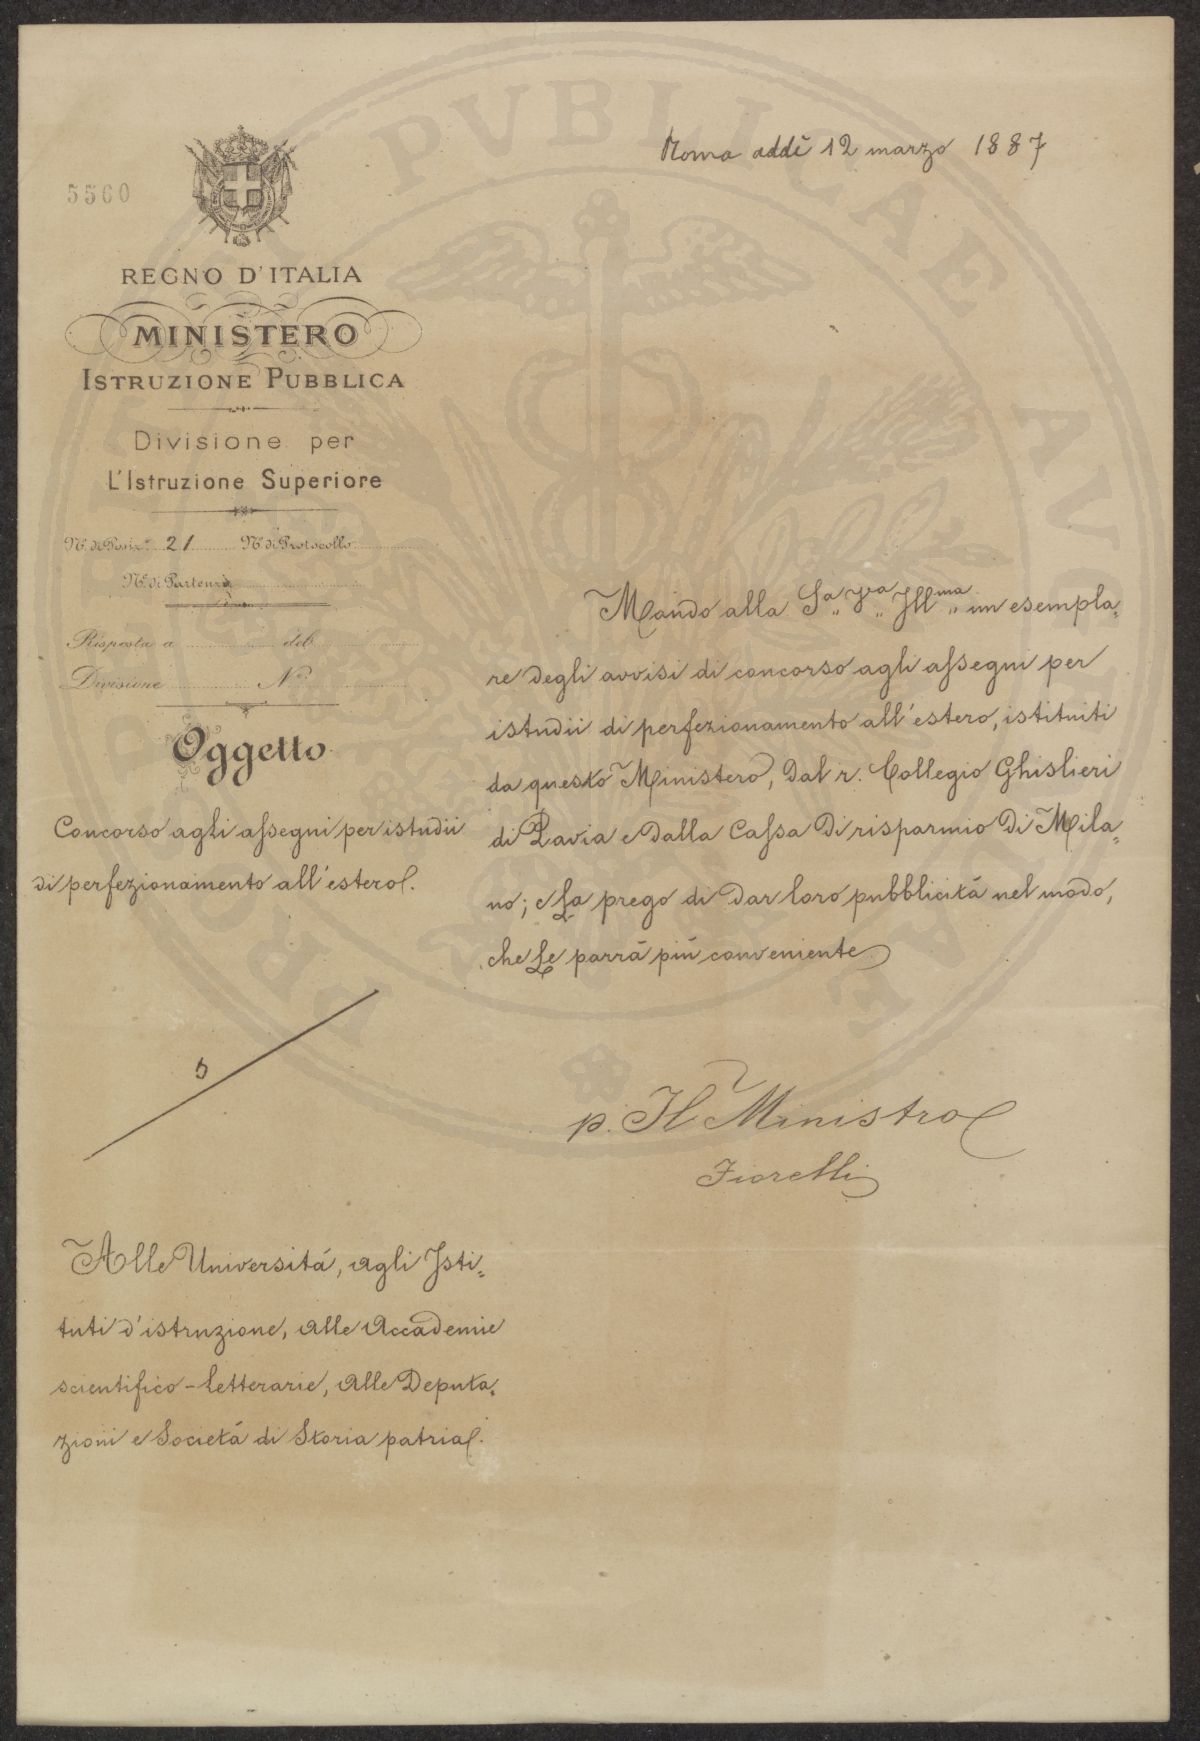 Roma addì 12 marzo 1887
5560
REGNO D'ITALIA
MINISTERO
ISTRUZIONE PUBBLICA
Divisione per
L'Istruzione Superiore
N.º di Posiz.e 21 N.º di Protocollo
N.º di Partenza
Risposta a del
Divisione N.º
Oggetto
Concorso agli assegni per istudii
di perfezionamento all'estero.
Mando alla S.a V.a Ill.ma un esempla=
re degli avvisi di concorso agli assegni per
istudii di perfezionamento all'estero, istituiti
da questo Ministero, dal r. Collegio Ghislieri
di Pavia e dalla Cassa di risparmio di Mila=
no; e La prego di dar loro pubblicità nel modo,
che Le parrà più conveniente
p. Il Ministro
Fiorelli
Alle Università, agli Isti=
tuti d'istruzione, alle Accademie
scientifico-letterarie, alle Deputa=
zioni e Società di Storia patria.